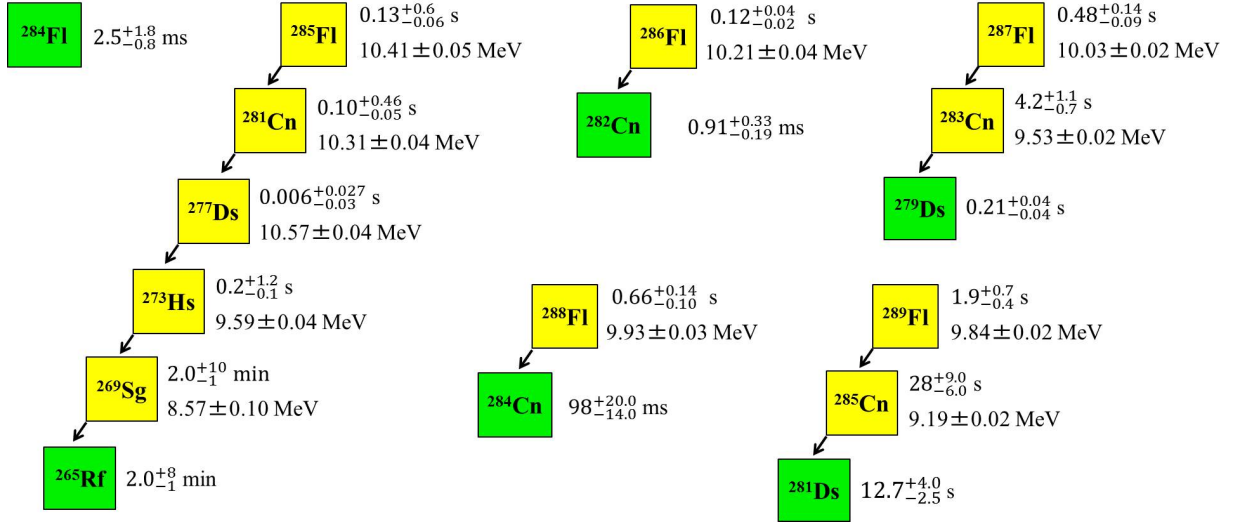 ²⁸⁴Fl 2.5⁺¹·⁸₋₀.₈ ms
²⁸⁵Fl 0.13⁺⁰·⁶₋₀.₀₆ s
10.41±0.05 MeV
²⁸¹Cn 0.10⁺⁰·⁴⁶₋₀.₀₅ s
10.31±0.04 MeV
²⁷⁷Ds 0.006⁺⁰·⁰²⁷₋₀.₀₃ s
10.57±0.04 MeV
²⁷³Hs 0.2⁺¹·²₋₀.₁ s
9.59±0.04 MeV
²⁶⁹Sg 2.0⁺¹⁰₋₁ min
8.57±0.10 MeV
²⁶⁵Rf 2.0⁺⁸₋₁ min
²⁸⁶Fl 0.12⁺⁰·⁰⁴₋₀.₀₂ s
10.21±0.04 MeV
²⁸²Cn 0.91⁺⁰·³³₋₀.₁₉ ms
²⁸⁷Fl 0.48⁺⁰·¹⁴₋₀.₀₉ s
10.03±0.02 MeV
²⁸³Cn 4.2⁺¹·¹₋₀.₇ s
9.53±0.02 MeV
²⁷⁹Ds 0.21⁺⁰·⁰⁴₋₀.₀₄ s
²⁸⁸Fl 0.66⁺⁰·¹⁴₋₀.₁₀ s
9.93±0.03 MeV
²⁸⁴Cn 98⁺²⁰·⁰₋₁₄.₀ ms
²⁸⁹Fl 1.9⁺⁰·⁷₋₀.₄ s
9.84±0.02 MeV
²⁸⁵Cn 28⁺⁹·⁰₋₆.₀ s
9.19±0.02 MeV
²⁸¹Ds 12.7⁺⁴·⁰₋₂.₅ s